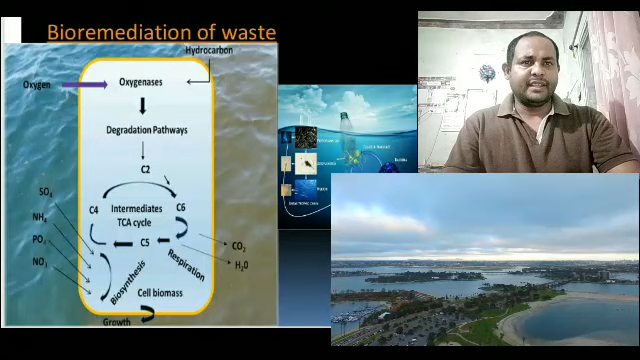 Bioremediation of waste
Hydrocarbon
Oxygen
Oxygenases
Degradation Pathways
C2
SO₄
C4
Intermediates
TCA cycle
C6
NH₄
PO₄
C5
CO₂
NO₃
Biosynthesis
Respiration
H₂O
Cell biomass
Growth